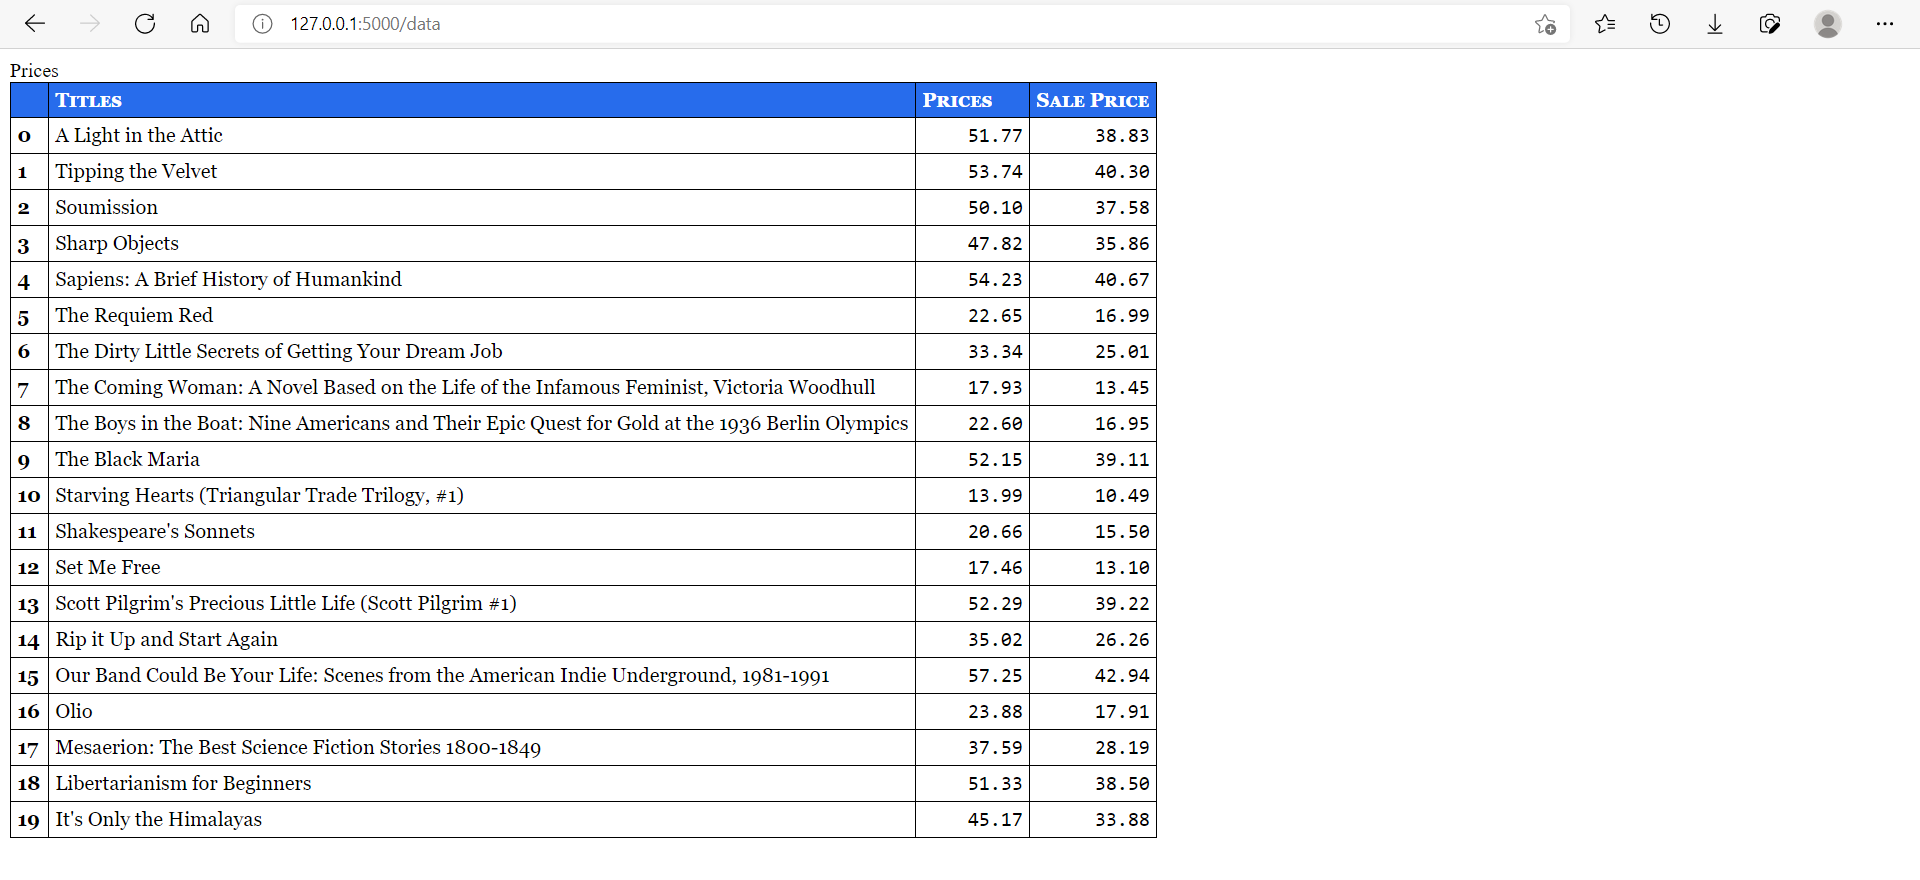 127.0.0.1:5000/data
Prices
Titles Prices Sale Price
0 A Light in the Attic 51.77 38.83
1 Tipping the Velvet 53.74 40.30
2 Soumission 50.10 37.58
3 Sharp Objects 47.82 35.86
4 Sapiens: A Brief History of Humankind 54.23 40.67
5 The Requiem Red 22.65 16.99
6 The Dirty Little Secrets of Getting Your Dream Job 33.34 25.01
7 The Coming Woman: A Novel Based on the Life of the Infamous Feminist, Victoria Woodhull 17.93 13.45
8 The Boys in the Boat: Nine Americans and Their Epic Quest for Gold at the 1936 Berlin Olympics 22.60 16.95
9 The Black Maria 52.15 39.11
10 Starving Hearts (Triangular Trade Trilogy, #1) 13.99 10.49
11 Shakespeare's Sonnets 20.66 15.50
12 Set Me Free 17.46 13.10
13 Scott Pilgrim's Precious Little Life (Scott Pilgrim #1) 52.29 39.22
14 Rip it Up and Start Again 35.02 26.26
15 Our Band Could Be Your Life: Scenes from the American Indie Underground, 1981-1991 57.25 42.94
16 Olio 23.88 17.91
17 Mesaerion: The Best Science Fiction Stories 1800-1849 37.59 28.19
18 Libertarianism for Beginners 51.33 38.50
19 It's Only the Himalayas 45.17 33.88